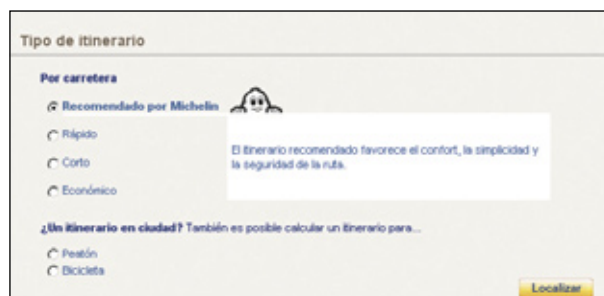 Tipo de itinerario
Por carretera
Recomendado por Michelin
Rápido
El itinerario recomendado favorece el confort, la simplicidad y
la seguridad de la ruta.
Corto
Económico
¿Un itinerario en ciudad? También es posible calcular un itinerario para...
Peatón
Bicicleta
Localizar